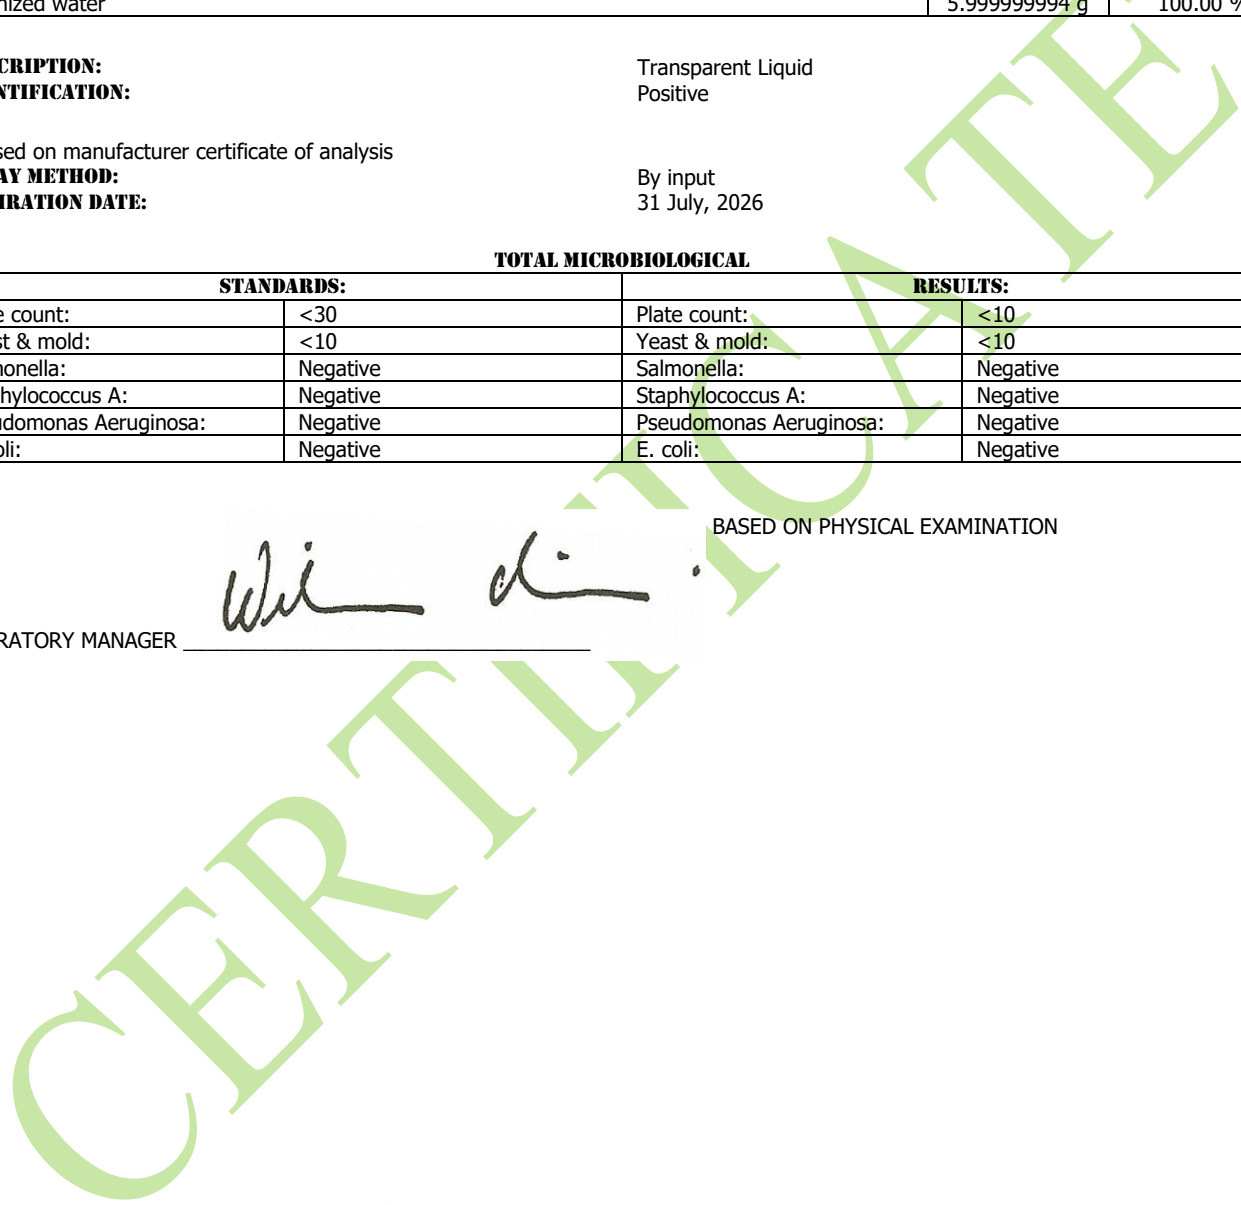 nized water 5.999999994 g 100.00 %
CRIPTION: Transparent Liquid
NTIFICATION: Positive
sed on manufacturer certificate of analysis
AY METHOD: By input
IRATION DATE: 31 July, 2026
TOTAL MICROBIOLOGICAL
STANDARDS: RESULTS:
e count: <30 Plate count: <10
st & mold: <10 Yeast & mold: <10
monella: Negative Salmonella: Negative
hylococcus A: Negative Staphylococcus A: Negative
udomonas Aeruginosa: Negative Pseudomonas Aeruginosa: Negative
oli: Negative E. coli: Negative
BASED ON PHYSICAL EXAMINATION
RATORY MANAGER
CERTIFICATE